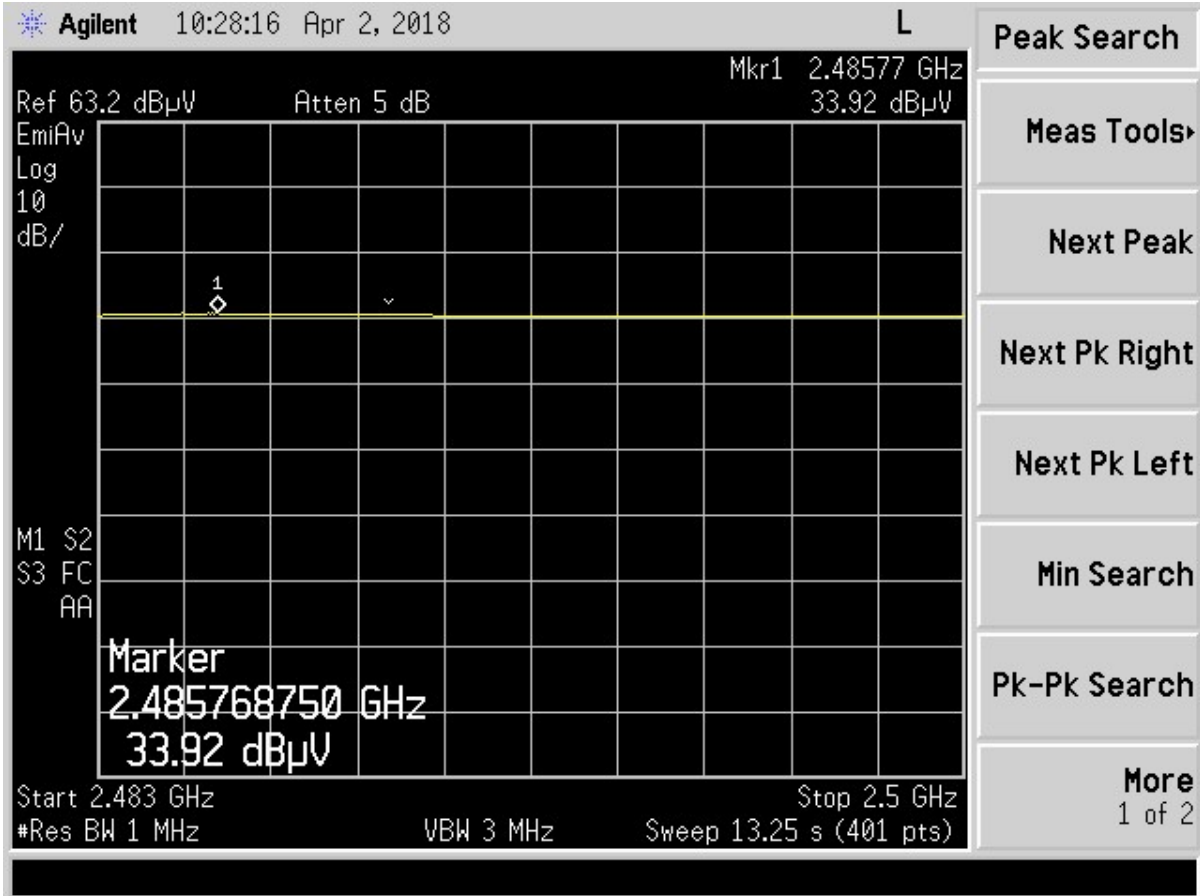 Agilent 10:28:16 Apr 2, 2018 L
Peak Search
Mkr1 2.48577 GHz
Ref 63.2 dBµV Atten 5 dB 33.92 dBµV
EmiAv
Log
10
dB/
1
Meas Tools
Next Peak
Next Pk Right
Next Pk Left
M1 S2
S3 FC
AA
Min Search
Marker
2.485768750 GHz
33.92 dBµV
Pk-Pk Search
Start 2.483 GHz Stop 2.5 GHz
#Res BW 1 MHz VBW 3 MHz Sweep 13.25 s (401 pts)
More
1 of 2